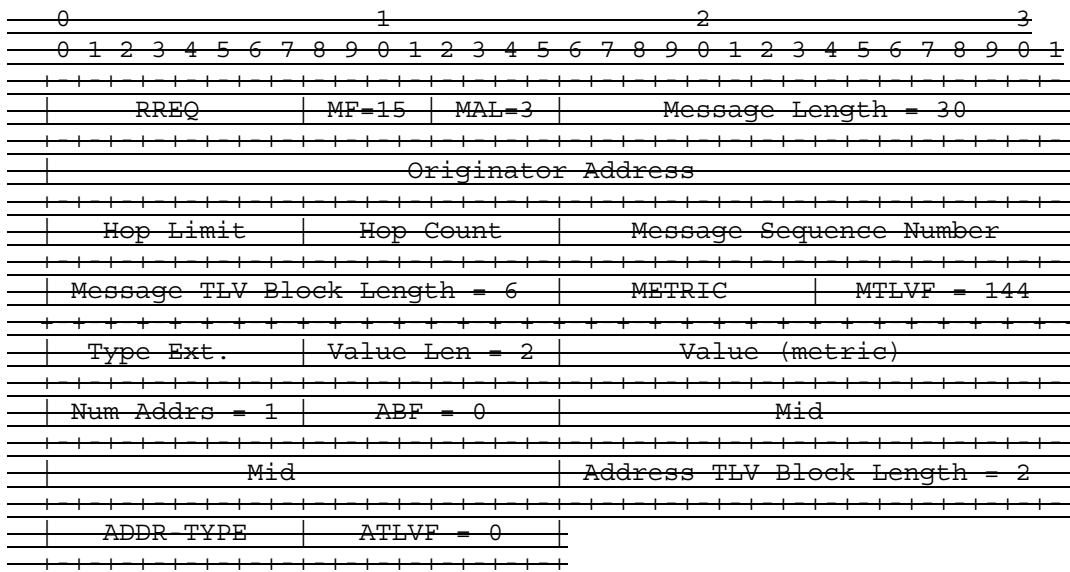 0 1 2 3
0 1 2 3 4 5 6 7 8 9 0 1 2 3 4 5 6 7 8 9 0 1 2 3 4 5 6 7 8 9 0 1
+-+-+-+-+-+-+-+-+-+-+-+-+-+-+-+-+-+-+-+-+-+-+-+-+-+-+-+-+-+-+-+-
| RREQ | MF=15 | MAL=3 | Message Length = 30
+-+-+-+-+-+-+-+-+-+-+-+-+-+-+-+-+-+-+-+-+-+-+-+-+-+-+-+-+-+-+-+-
| Originator Address
+-+-+-+-+-+-+-+-+-+-+-+-+-+-+-+-+-+-+-+-+-+-+-+-+-+-+-+-+-+-+-+-
| Hop Limit | Hop Count | Message Sequence Number
+-+-+-+-+-+-+-+-+-+-+-+-+-+-+-+-+-+-+-+-+-+-+-+-+-+-+-+-+-+-+-+-
| Message TLV Block Length = 6 | METRIC | MTLVF = 144
+-+-+-+-+-+-+-+-+-+-+-+-+-+-+-+-+-+-+-+-+-+-+-+-+-+-+-+-+-+-+-+-
| Type Ext. | Value Len = 2 | Value (metric)
+-+-+-+-+-+-+-+-+-+-+-+-+-+-+-+-+-+-+-+-+-+-+-+-+-+-+-+-+-+-+-+-
| Num Addrs = 1 | ABF = 0 | Mid
+-+-+-+-+-+-+-+-+-+-+-+-+-+-+-+-+-+-+-+-+-+-+-+-+-+-+-+-+-+-+-+-
| Mid | Address TLV Block Length = 2
+-+-+-+-+-+-+-+-+-+-+-+-+-+-+-+-+-+-+-+-+-+-+-+-+-+-+-+-+-+-+-+-
| ADDR-TYPE | ATLVF = 0 |
+-+-+-+-+-+-+-+-+-+-+-+-+-+-+-+-+